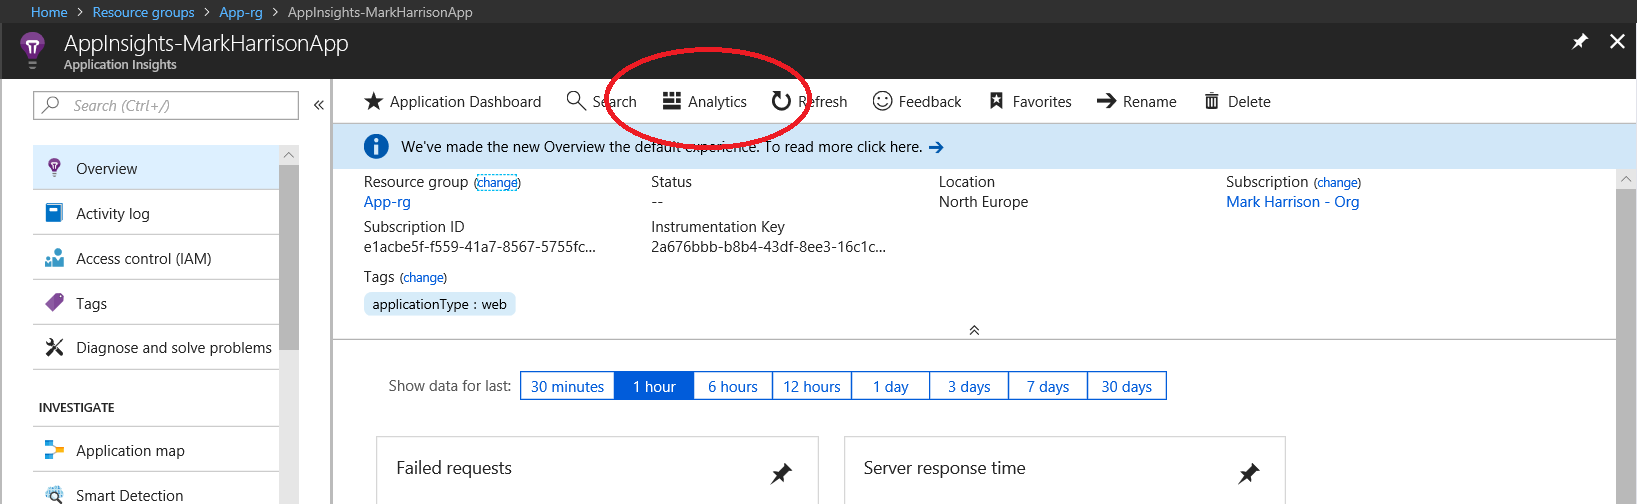 Home > Resource groups > App-rg > AppInsights-MarkHarrisonApp
AppInsights-MarkHarrisonApp
Application Insights
Search (Ctrl+/)
«
Application Dashboard Search Analytics Refresh Feedback Favorites Rename Delete
We've made the new Overview the default experience. To read more click here. →
Overview
Activity log
Access control (IAM)
Tags
Diagnose and solve problems
INVESTIGATE
Application map
Smart Detection
Resource group (change) Status Location Subscription (change)
App-rg -- North Europe Mark Harrison - Org
Subscription ID Instrumentation Key
e1acbe5f-f559-41a7-8567-5755fc... 2a676bbb-b8b4-43df-8ee3-16c1c...
Tags (change)
applicationType : web
Show data for last: 30 minutes 1 hour 6 hours 12 hours 1 day 3 days 7 days 30 days
Failed requests Server response time